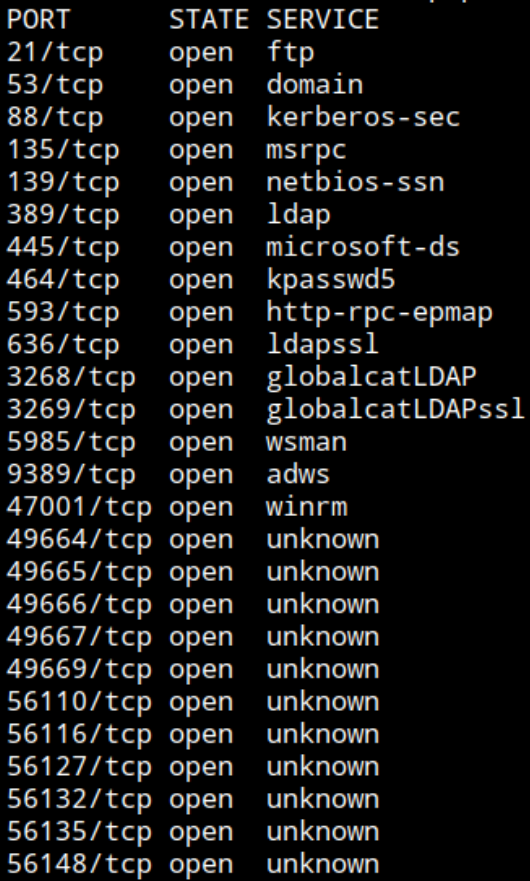 PORT STATE SERVICE
21/tcp open ftp
53/tcp open domain
88/tcp open kerberos-sec
135/tcp open msrpc
139/tcp open netbios-ssn
389/tcp open ldap
445/tcp open microsoft-ds
464/tcp open kpasswd5
593/tcp open http-rpc-epmap
636/tcp open ldapssl
3268/tcp open globalcatLDAP
3269/tcp open globalcatLDAPssl
5985/tcp open wsman
9389/tcp open adws
47001/tcp open winrm
49664/tcp open unknown
49665/tcp open unknown
49666/tcp open unknown
49667/tcp open unknown
49669/tcp open unknown
56110/tcp open unknown
56116/tcp open unknown
56127/tcp open unknown
56132/tcp open unknown
56135/tcp open unknown
56148/tcp open unknown